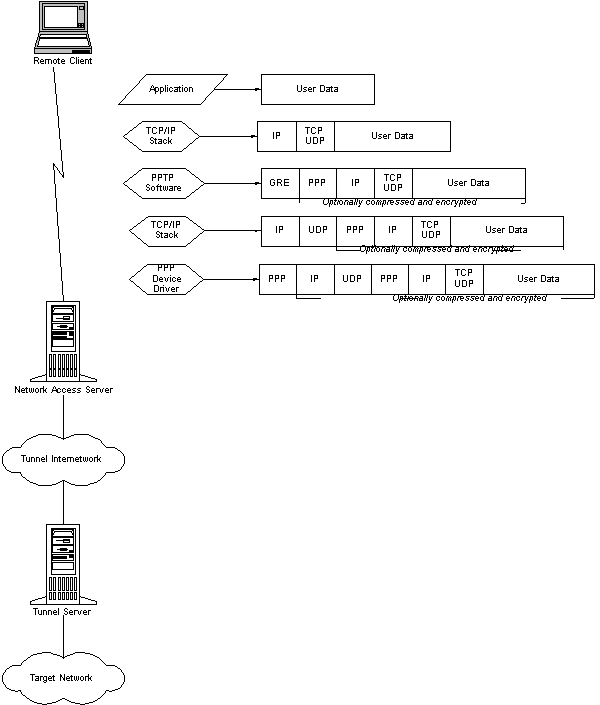 Remote Client
Application
User Data
TCP/IP
Stack
IP
TCP
UDP
User Data
PPTP
Software
GRE
PPP
IP
TCP
UDP
User Data
Optionally compressed and encrypted
TCP/IP
Stack
IP
UDP
PPP
IP
TCP
UDP
User Data
Optionally compressed and encrypted
PPP
Device
Driver
PPP
IP
UDP
PPP
IP
TCP
UDP
User Data
Optionally compressed and encrypted
Network Access Server
Tunnel Internetwork
Tunnel Server
Target Network